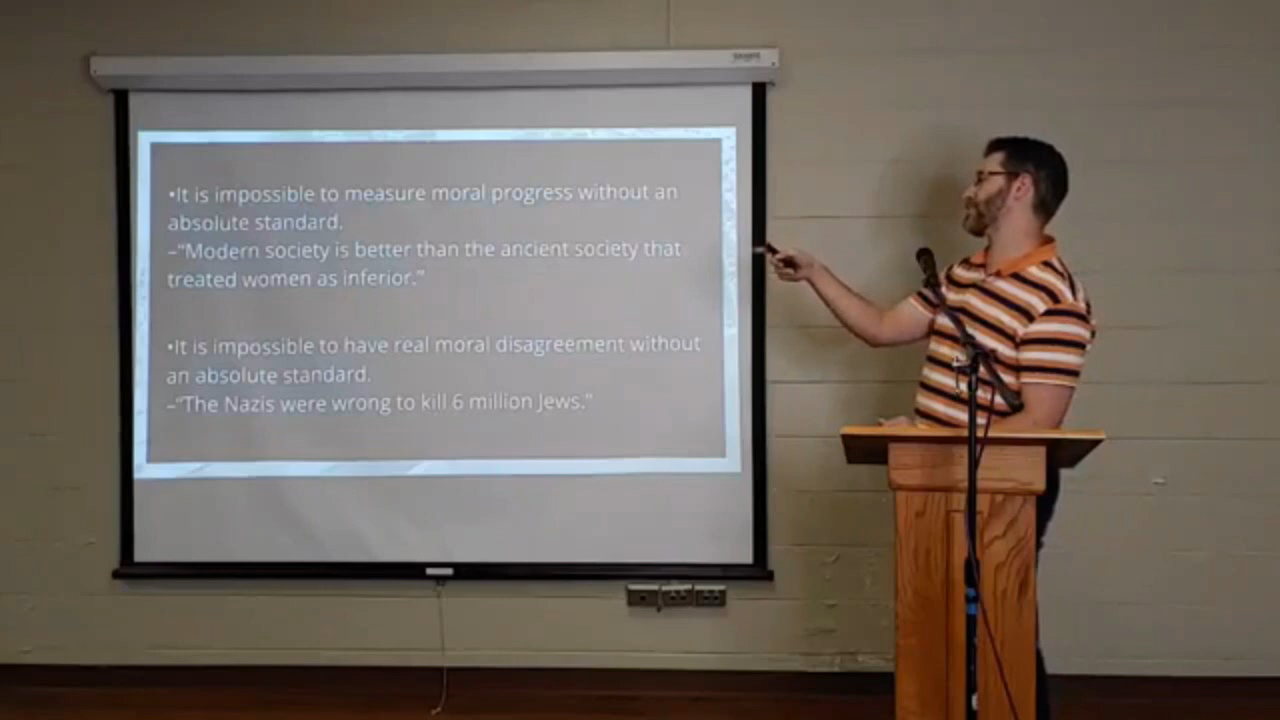 •It is impossible to measure moral progress without an
absolute standard.
–“Modern society is better than the ancient society that
treated women as inferior.”
•It is impossible to have real moral disagreement without
an absolute standard.
–“The Nazis were wrong to kill 6 million Jews.”